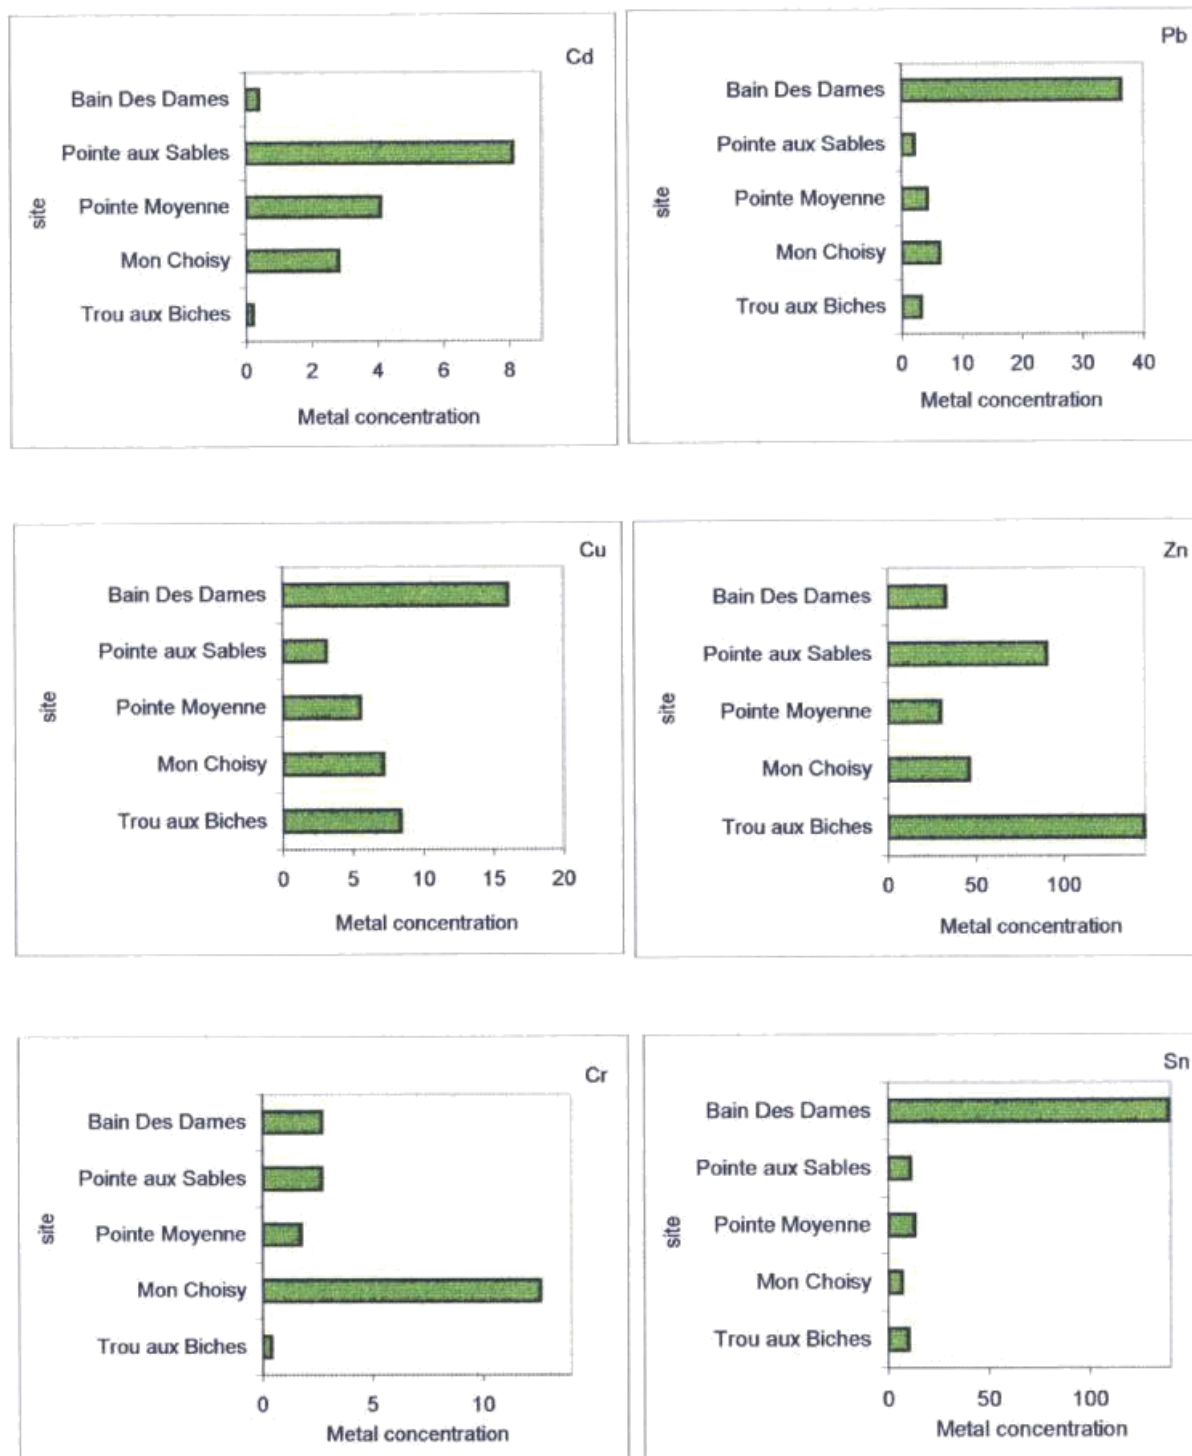 Cd
Bain Des Dames
Pointe aux Sables
Pointe Moyenne
Mon Choisy
Trou aux Biches
site
0 2 4 6 8
Metal concentration
Pb
Bain Des Dames
Pointe aux Sables
Pointe Moyenne
Mon Choisy
Trou aux Biches
site
0 10 20 30 40
Metal concentration
Cu
Bain Des Dames
Pointe aux Sables
Pointe Moyenne
Mon Choisy
Trou aux Biches
site
0 5 10 15 20
Metal concentration
Zn
Bain Des Dames
Pointe aux Sables
Pointe Moyenne
Mon Choisy
Trou aux Biches
site
0 50 100
Metal concentration
Cr
Bain Des Dames
Pointe aux Sables
Pointe Moyenne
Mon Choisy
Trou aux Biches
site
0 5 10
Metal concentration
Sn
Bain Des Dames
Pointe aux Sables
Pointe Moyenne
Mon Choisy
Trou aux Biches
site
0 50 100
Metal concentration